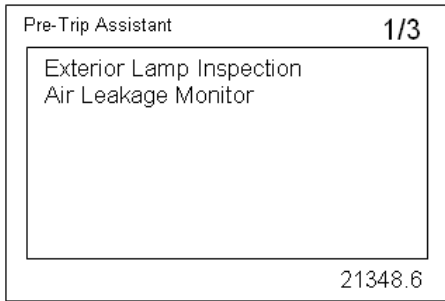 Pre-Trip Assistant 1/3
Exterior Lamp Inspection
Air Leakage Monitor
21348.6